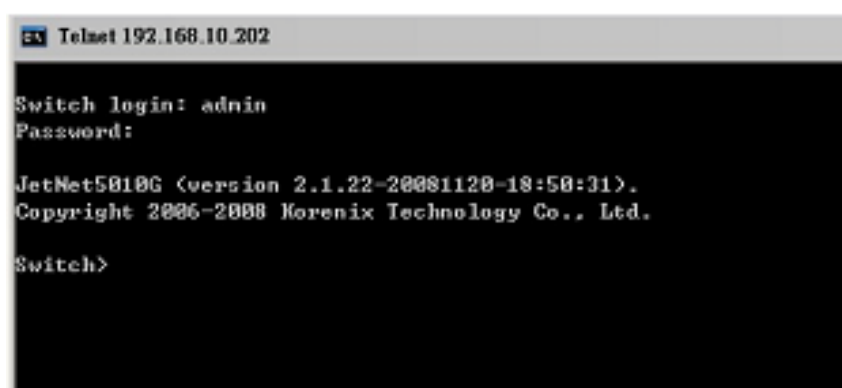 Telnet 192.168.10.202
Switch login: admin
Password:
JetNet5010G (version 2.1.22-20081120-18:50:31).
Copyright 2006-2008 Korenix Technology Co., Ltd.
Switch>